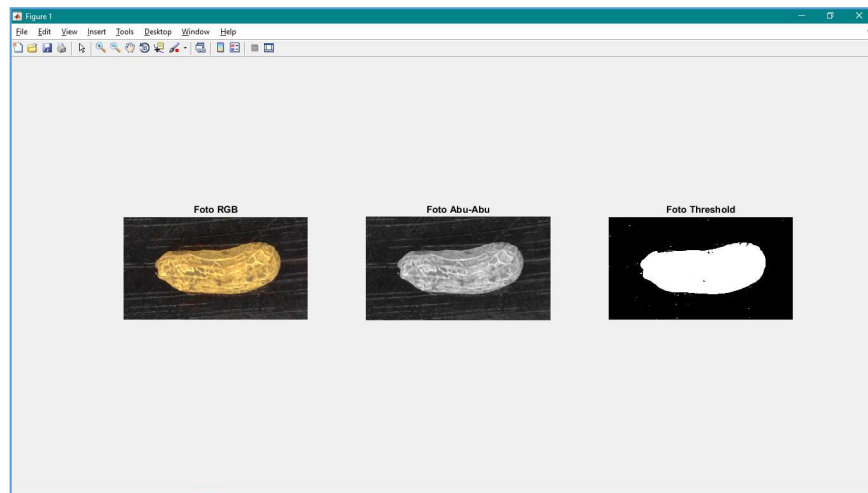 Figure 1
File Edit View Insert Tools Desktop Window Help
Foto RGB
Foto Abu-Abu
Foto Threshold